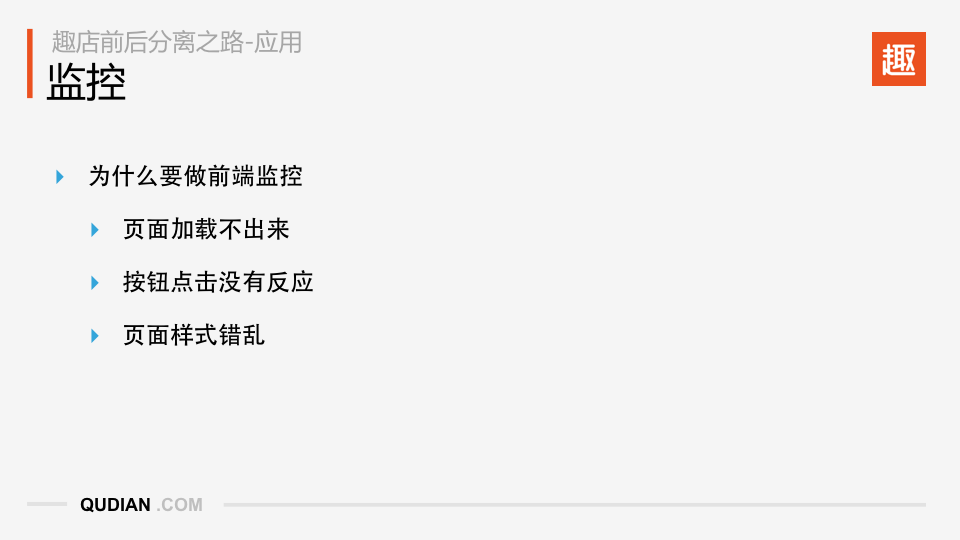 趣店前后分离之路-应用
监控
趣
为什么要做前端监控
页面加载不出来
按钮点击没有反应
页面样式错乱
QUDIAN .COM